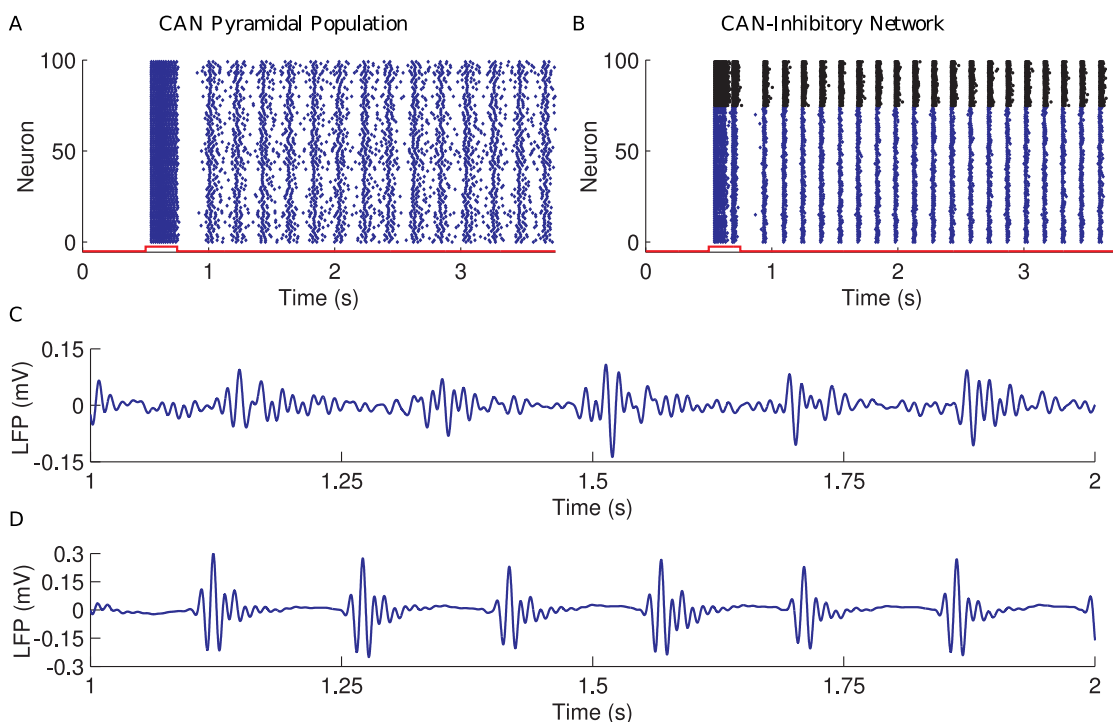 A CAN Pyramidal Population
B CAN-Inhibitory Network
100
50
0
Neuron
0 1 2 3
Time (s)
100
50
0
Neuron
0 1 2 3
Time (s)
C
0.15
0
-0.15
LFP (mV)
1 1.25 1.5 1.75 2
Time (s)
D
0.3
0.15
0
-0.15
-0.3
LFP (mV)
1 1.25 1.5 1.75 2
Time (s)